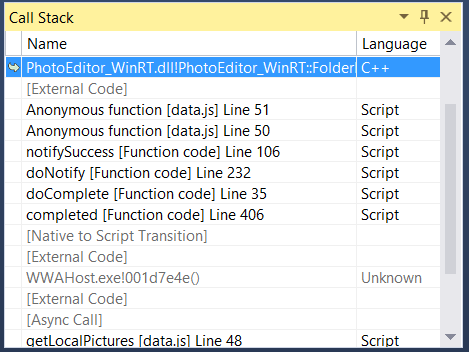 Call Stack
Name Language
PhotoEditor_WinRT.dll!PhotoEditor_WinRT::Folder C++
[External Code]
Anonymous function [data.js] Line 51 Script
Anonymous function [data.js] Line 50 Script
notifySuccess [Function code] Line 106 Script
doNotify [Function code] Line 232 Script
doComplete [Function code] Line 35 Script
completed [Function code] Line 406 Script
[Native to Script Transition]
[External Code]
WWAHost.exe!001d7e4e() Unknown
[External Code]
[Async Call]
getLocalPictures [data.js] Line 48 Script